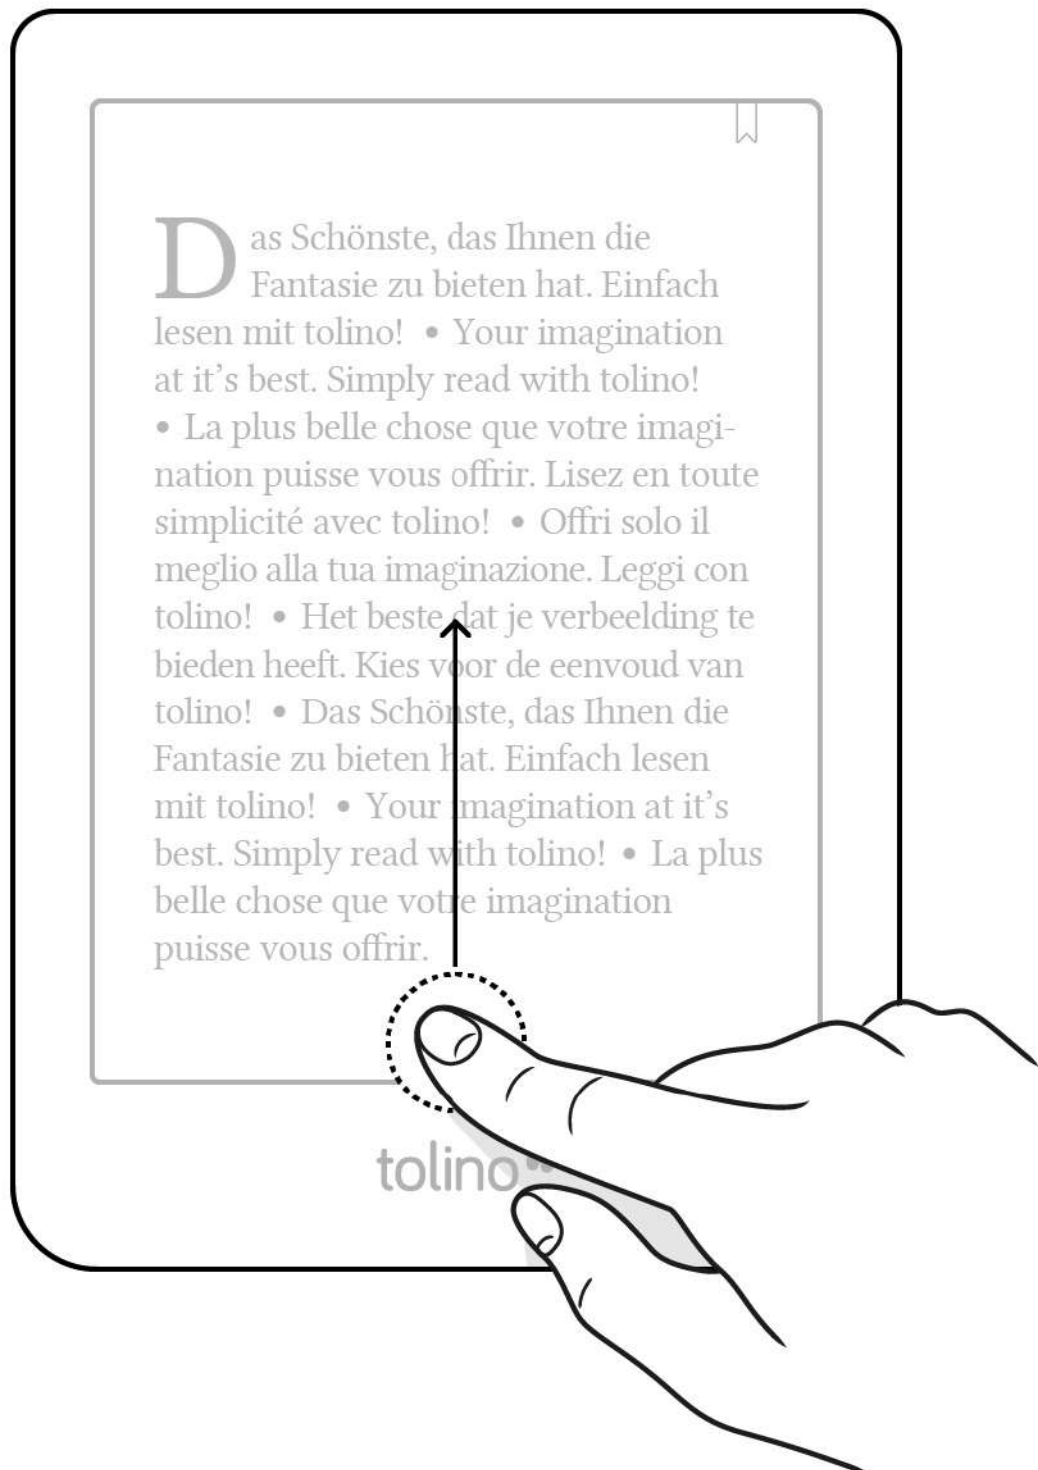 Das Schönste, das Ihnen die
Fantasie zu bieten hat. Einfach
lesen mit tolino! • Your imagination
at it’s best. Simply read with tolino!
• La plus belle chose que votre imagi-
nation puisse vous offrir. Lisez en toute
simplicité avec tolino! • Offri solo il
meglio alla tua imaginazione. Leggi con
tolino! • Het beste dat je verbeelding te
bieden heeft. Kies voor de eenvoud van
tolino! • Das Schönste, das Ihnen die
Fantasie zu bieten hat. Einfach lesen
mit tolino! • Your imagination at it’s
best. Simply read with tolino! • La plus
belle chose que votre imagination
puisse vous offrir.
tolino